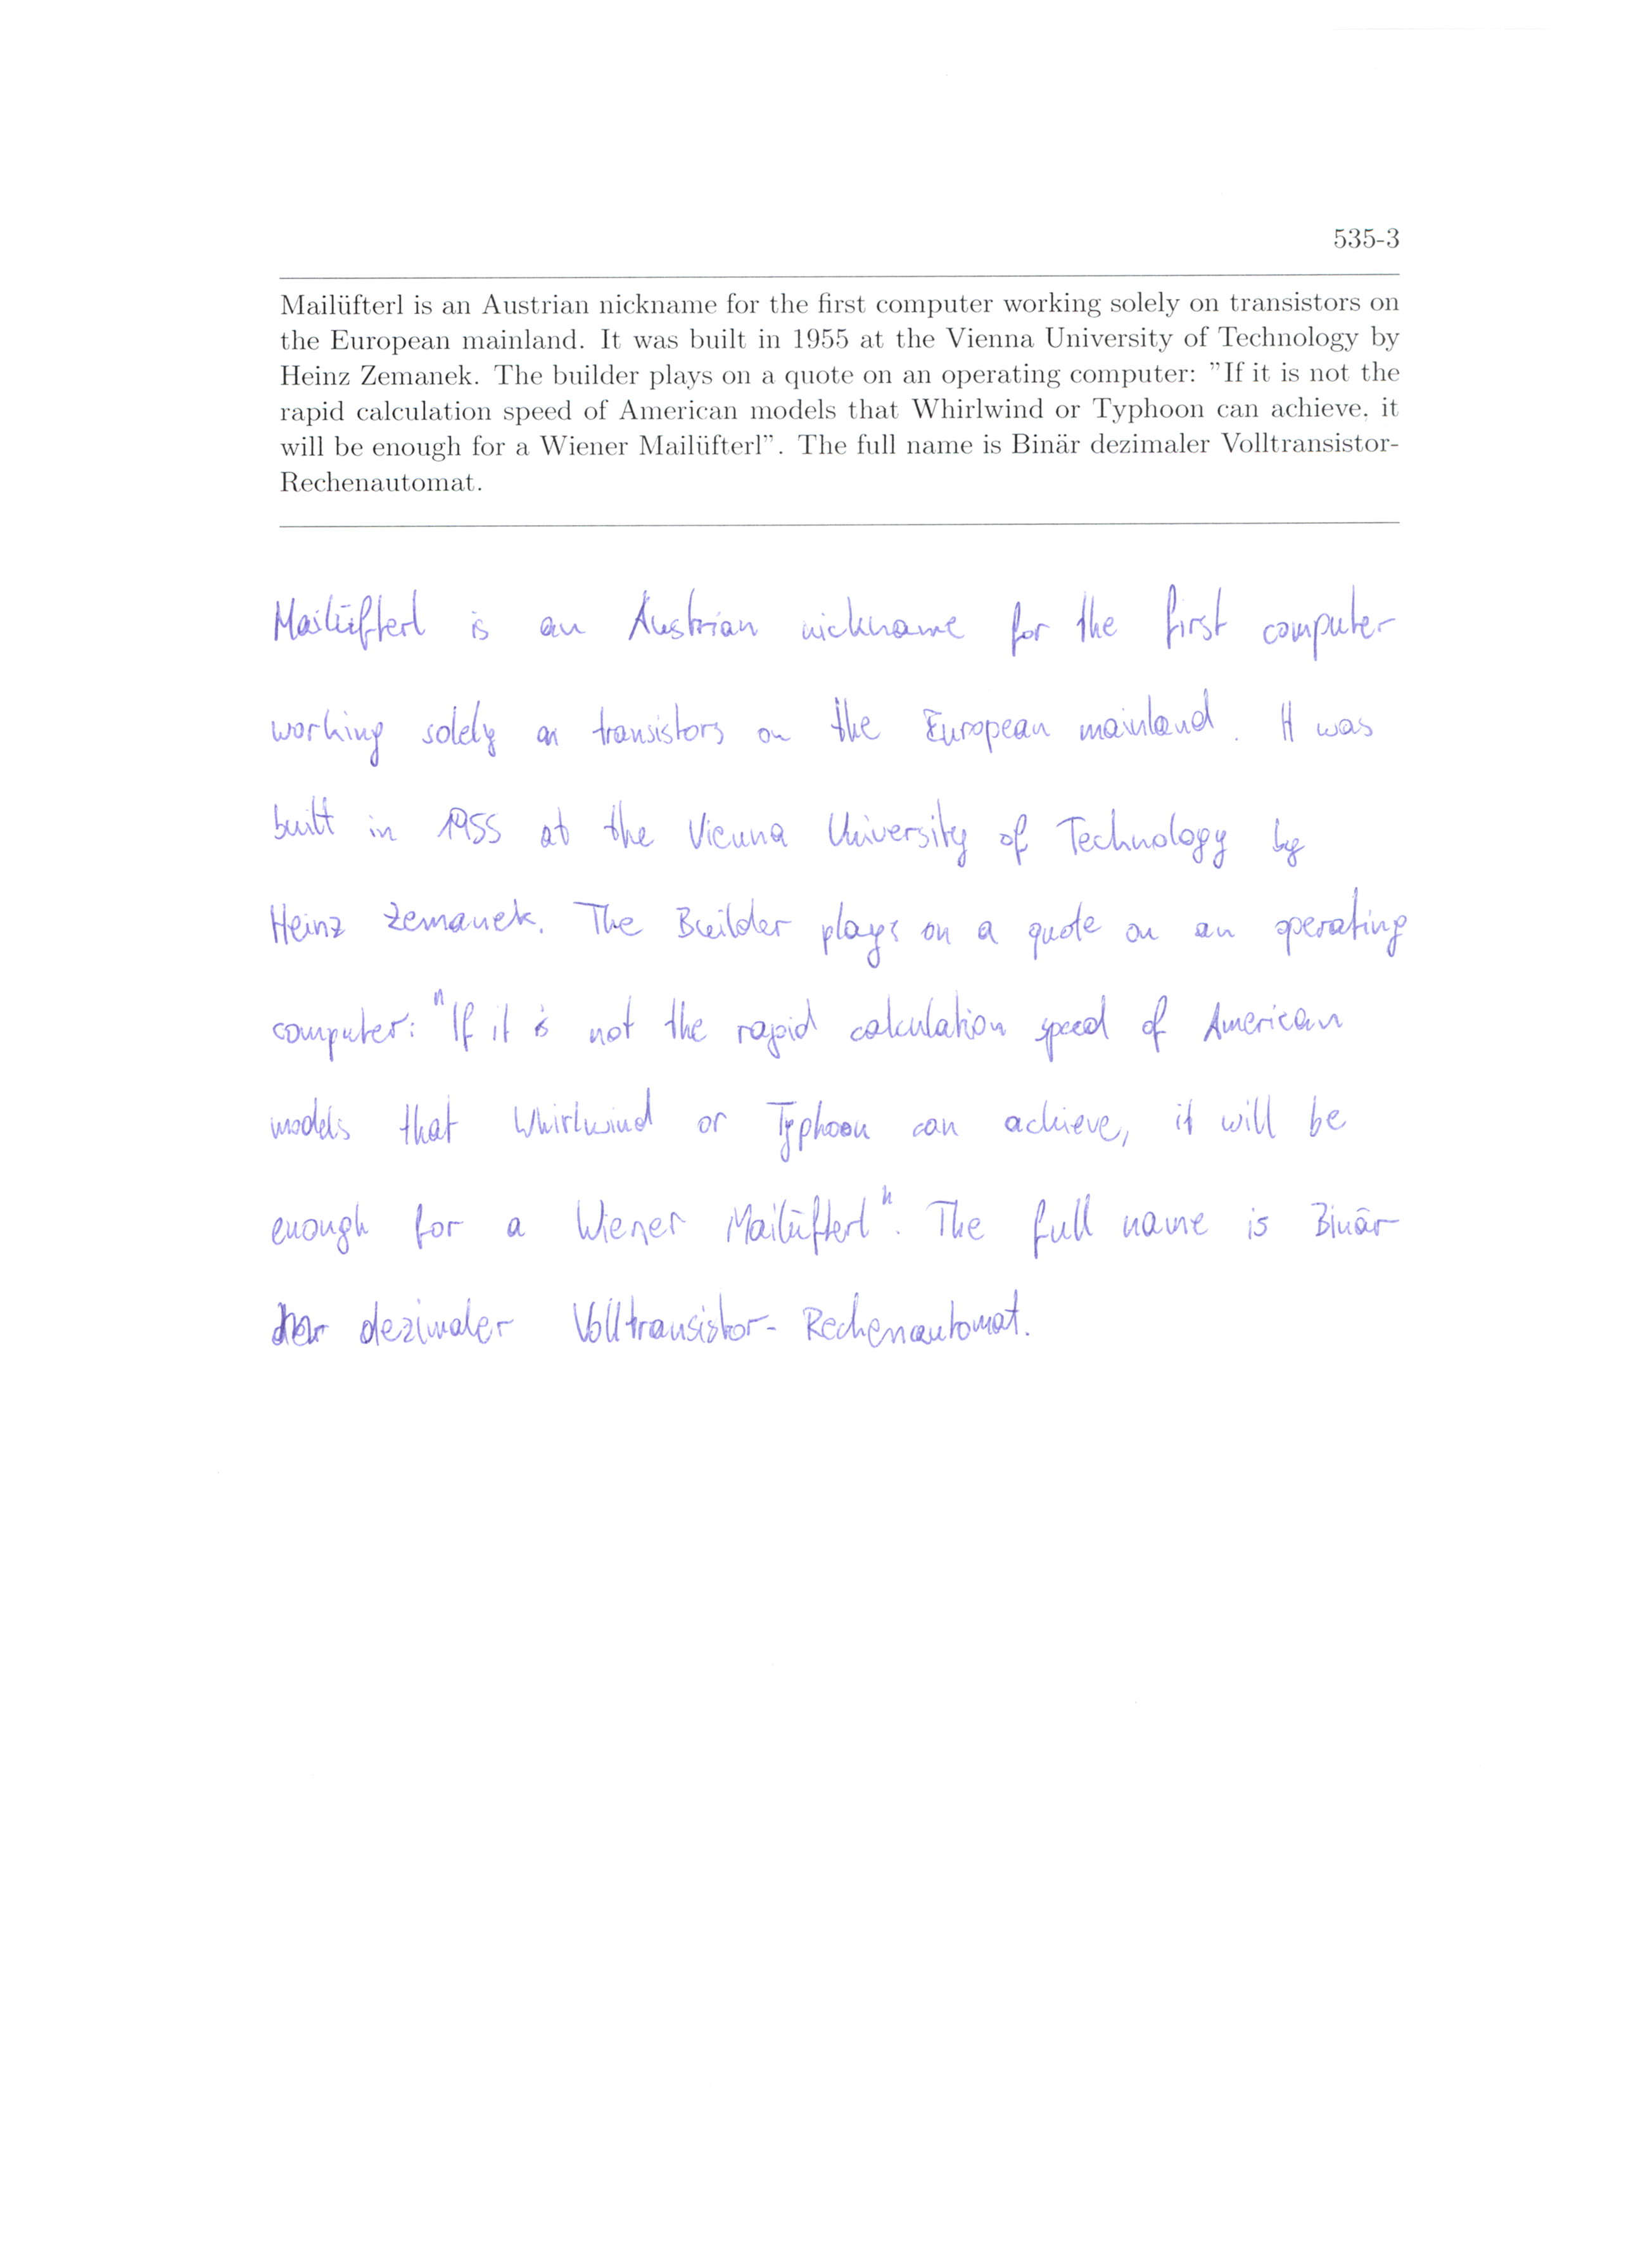 535-3
Mailüfterl is an Austrian nickname for the first computer working solely on transistors on
the European mainland. It was built in 1955 at the Vienna University of Technology by
Heinz Zemanek. The builder plays on a quote on an operating computer: ”If it is not the
rapid calculation speed of American models that Whirlwind or Typhoon can achieve, it
will be enough for a Wiener Mailüfterl”. The full name is Binär dezimaler Volltransistor-
Rechenautomat.
Mailüfterl is an Austrian nickname for the first computer
working solely on transistors on the European mainland. It was
built in 1955 at the Vienna University of Technology by
Heinz Zemanek. The Builder plays on a quote on an operating
computer: "If it is not the rapid calculation speed of American
models that Whirlwind or Typhoon can achieve, it will be
enough for a Wiener Mailüfterl". The full name is Binär
dezimaler Volltransistor-Rechenautomat.